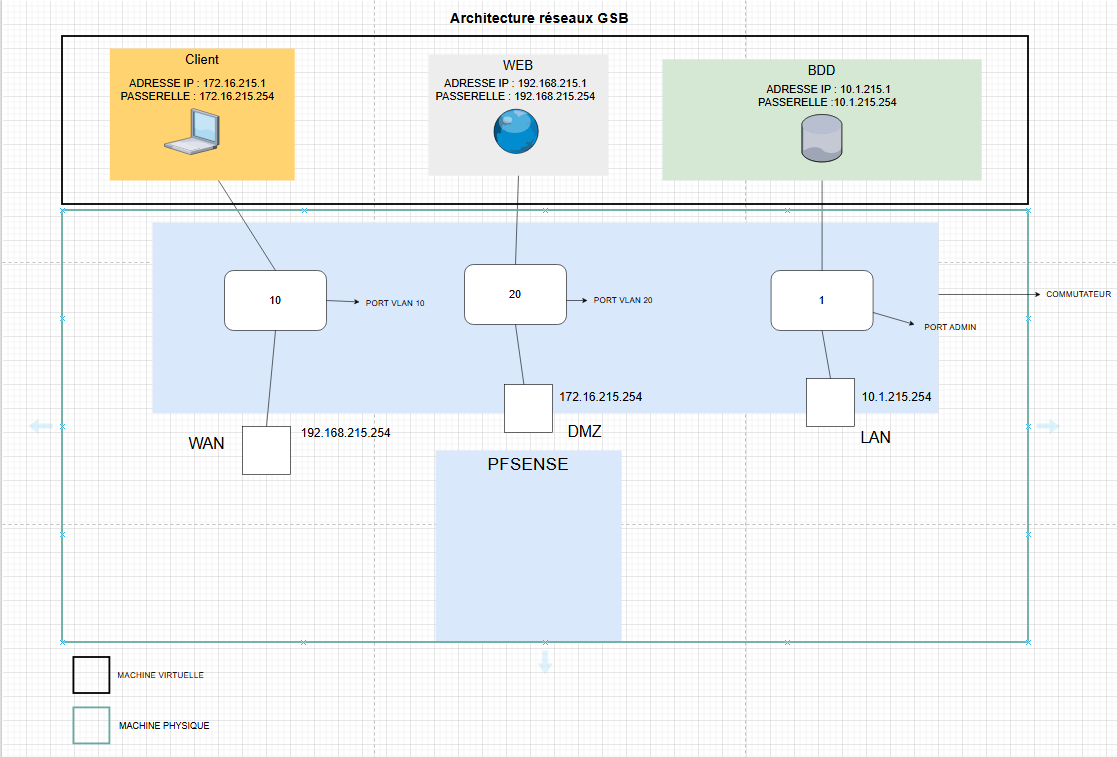 Architecture réseaux GSB
Client
ADRESSE IP : 172.16.215.1
PASSERELLE : 172.16.215.254
WEB
ADRESSE IP : 192.168.215.1
PASSERELLE : 192.168.215.254
BDD
ADRESSE IP : 10.1.215.1
PASSERELLE :10.1.215.254
10
PORT VLAN 10
20
PORT VLAN 20
1
PORT ADMIN
COMMUTATEUR
WAN
192.168.215.254
172.16.215.254
DMZ
10.1.215.254
LAN
PFSENSE
MACHINE VIRTUELLE
MACHINE PHYSIQUE